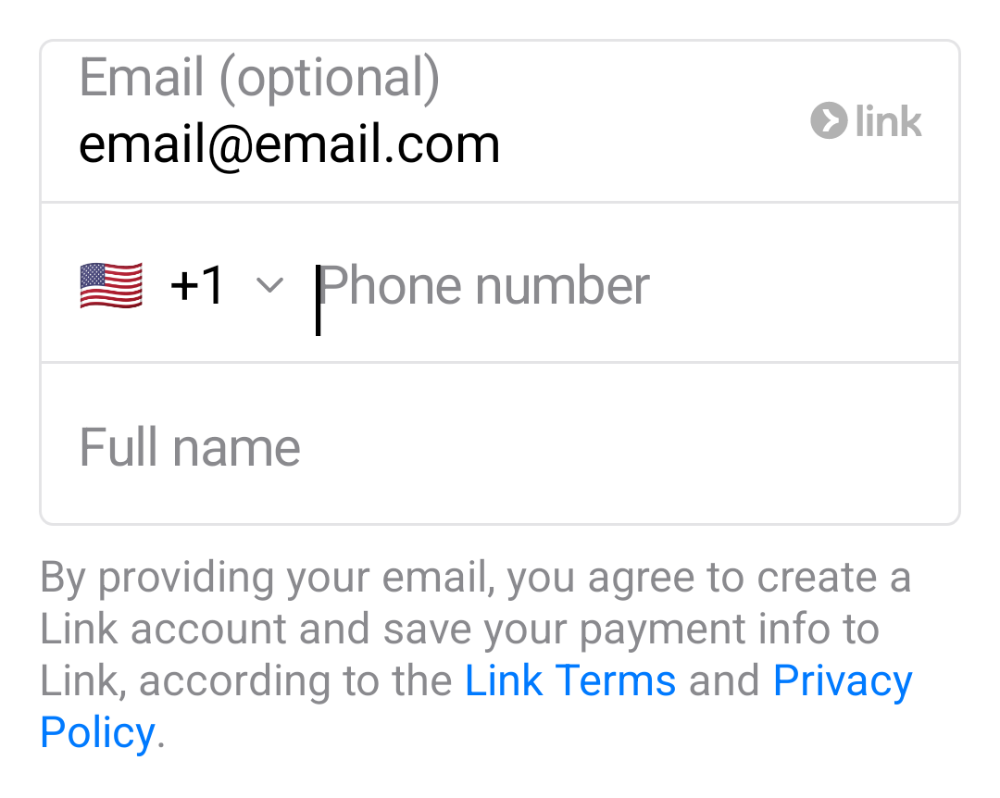 Email (optional)
email@email.com
link
+1 Phone number
Full name
By providing your email, you agree to create a
Link account and save your payment info to
Link, according to the Link Terms and Privacy
Policy.